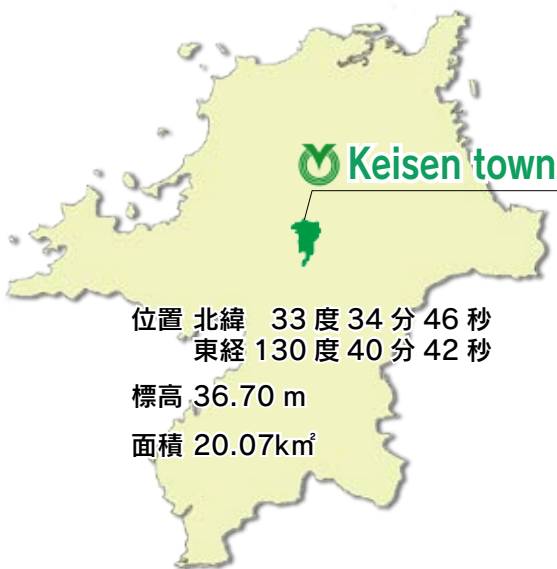 Keisen town
位置 北緯　33 度 34 分 46 秒
東経 130 度 40 分 42 秒
標高 36.70 m
面積 20.07k㎡